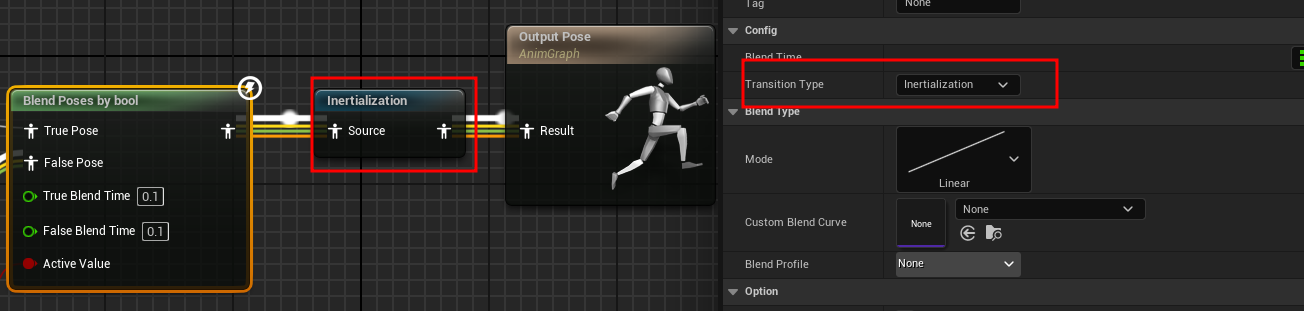 Blend Poses by bool
True Pose
False Pose
True Blend Time 0.1
False Blend Time 0.1
Active Value
Inertialization
Source
Output Pose
AnimGraph
Result
Tag None
Config
Blend Time
Transition Type Inertialization
Blend Type
Mode
Linear
Custom Blend Curve None None
Blend Profile None
Option